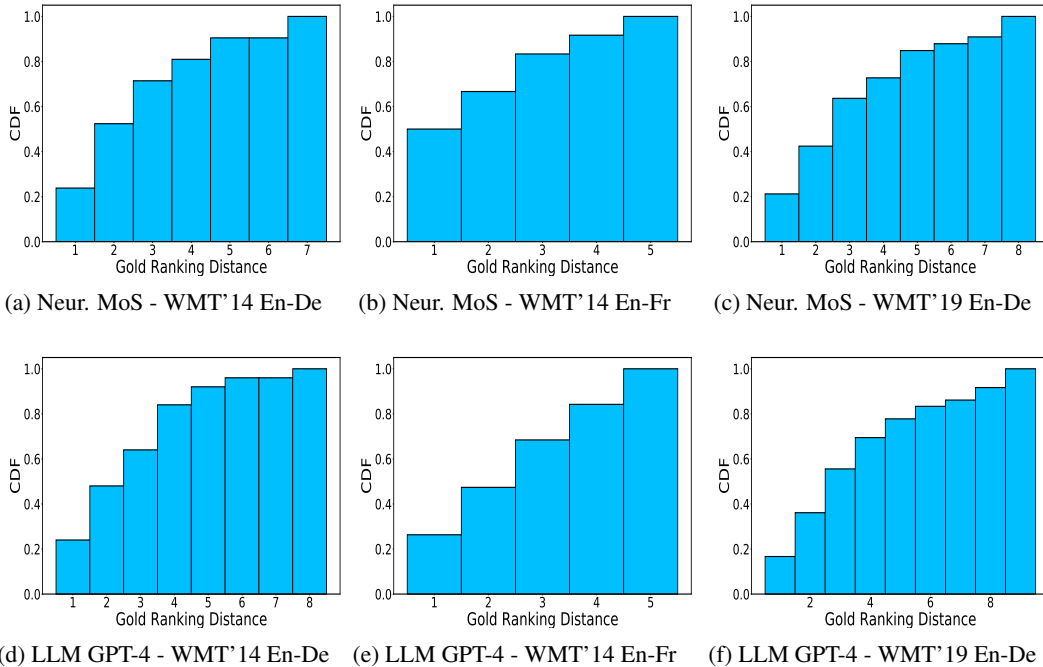 1.0
0.8
0.6
0.4
0.2
0.0
CDF
1 2 3 4 5 6 7
Gold Ranking Distance
(a) Neur. MoS - WMT'14 En-De
1.0
0.8
0.6
0.4
0.2
0.0
CDF
1 2 3 4 5
Gold Ranking Distance
(b) Neur. MoS - WMT'14 En-Fr
1.0
0.8
0.6
0.4
0.2
0.0
CDF
1 2 3 4 5 6 7 8
Gold Ranking Distance
(c) Neur. MoS - WMT'19 En-De
1.0
0.8
0.6
0.4
0.2
0.0
CDF
1 2 3 4 5 6 7 8
Gold Ranking Distance
(d) LLM GPT-4 - WMT'14 En-De
1.0
0.8
0.6
0.4
0.2
0.0
CDF
1 2 3 4 5
Gold Ranking Distance
(e) LLM GPT-4 - WMT'14 En-Fr
1.0
0.8
0.6
0.4
0.2
0.0
CDF
2 4 6 8
Gold Ranking Distance
(f) LLM GPT-4 - WMT'19 En-De